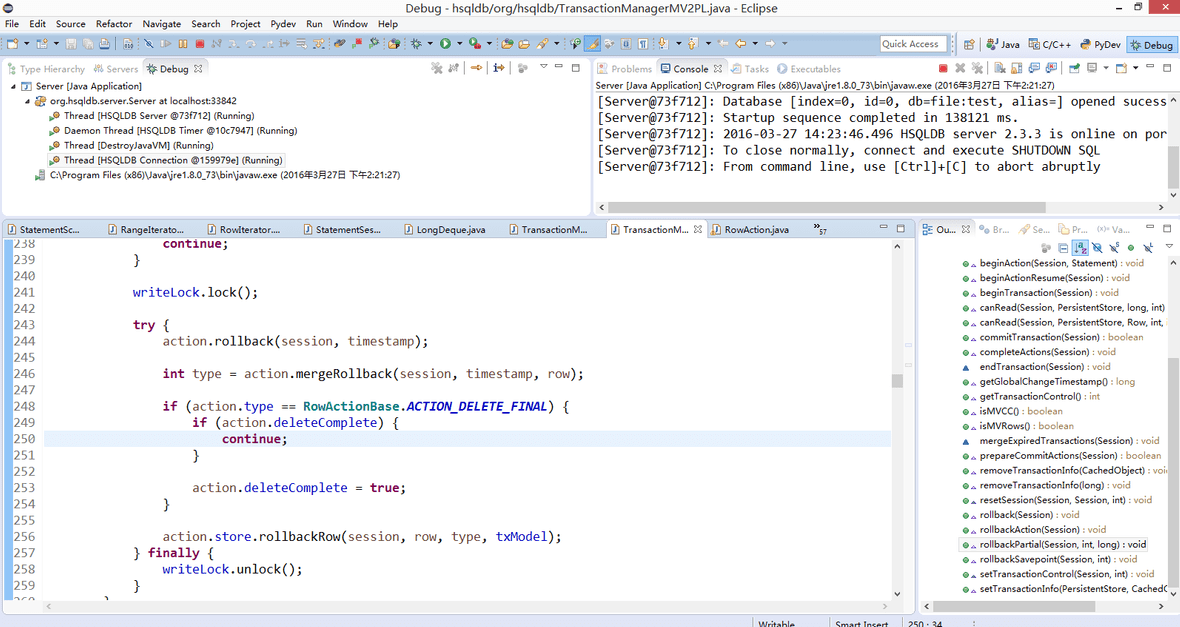 Debug - hsqldb/org/hsqldb/TransactionManagerMV2PL.java - Eclipse
File Edit Source Refactor Navigate Search Project Pydev Run Window Help
Quick Access Java C/C++ PyDev Debug
Type Hierarchy Servers Debug
Server [Java Application]
org.hsqldb.server.Server at localhost:33842
Thread [HSQLDB Server @73f712] (Running)
Daemon Thread [HSQLDB Timer @10c7947] (Running)
Thread [DestroyJavaVM] (Running)
Thread [HSQLDB Connection @159979e] (Running)
C:\Program Files (x86)\Java\jre1.8.0_73\bin\javaw.exe (2016年3月27日 下午2:21:27)
Problems Console Tasks Executables
Server [Java Application] C:\Program Files (x86)\Java\jre1.8.0_73\bin\javaw.exe (2016年3月27日 下午2:21:27)
[Server@73f712]: Database [index=0, id=0, db=file:test, alias=] opened sucess
[Server@73f712]: Startup sequence completed in 138121 ms.
[Server@73f712]: 2016-03-27 14:23:46.496 HSQLDB server 2.3.3 is online on por
[Server@73f712]: To close normally, connect and execute SHUTDOWN SQL
[Server@73f712]: From command line, use [Ctrl]+[C] to abort abruptly
StatementSc... RangeIterato... RowIterator.... StatementSes... LongDeque.java TransactionM... TransactionM... RowAction.java »57
238 continue;
239 }
240
241 writeLock.lock();
242
243 try {
244 action.rollback(session, timestamp);
245
246 int type = action.mergeRollback(session, timestamp, row);
247
248 if (action.type == RowActionBase.ACTION_DELETE_FINAL) {
249 if (action.deleteComplete) {
250 continue;
251 }
252
253 action.deleteComplete = true;
254 }
255
256 action.store.rollbackRow(session, row, type, txModel);
257 } finally {
258 writeLock.unlock();
259 }
260 }
Ou... Br... Se... Pr... Va...
beginAction(Session, Statement) : void
beginActionResume(Session) : void
beginTransaction(Session) : void
canRead(Session, PersistentStore, long, int)
canRead(Session, PersistentStore, Row, int,
commitTransaction(Session) : boolean
completeActions(Session) : void
endTransaction(Session) : void
getGlobalChangeTimestamp() : long
getTransactionControl() : int
isMVCC() : boolean
isMVRows() : boolean
mergeExpiredTransactions(Session) : void
prepareCommitActions(Session) : boolean
removeTransactionInfo(CachedObject) : voi
removeTransactionInfo(long) : void
resetSession(Session, Session, int) : void
rollback(Session) : void
rollbackAction(Session) : void
rollbackPartial(Session, int, long) : void
rollbackSavepoint(Session, int) : void
setTransactionControl(Session, int) : void
setTransactionInfo(PersistentStore, CachedO
Writable Smart Insert 250 : 34